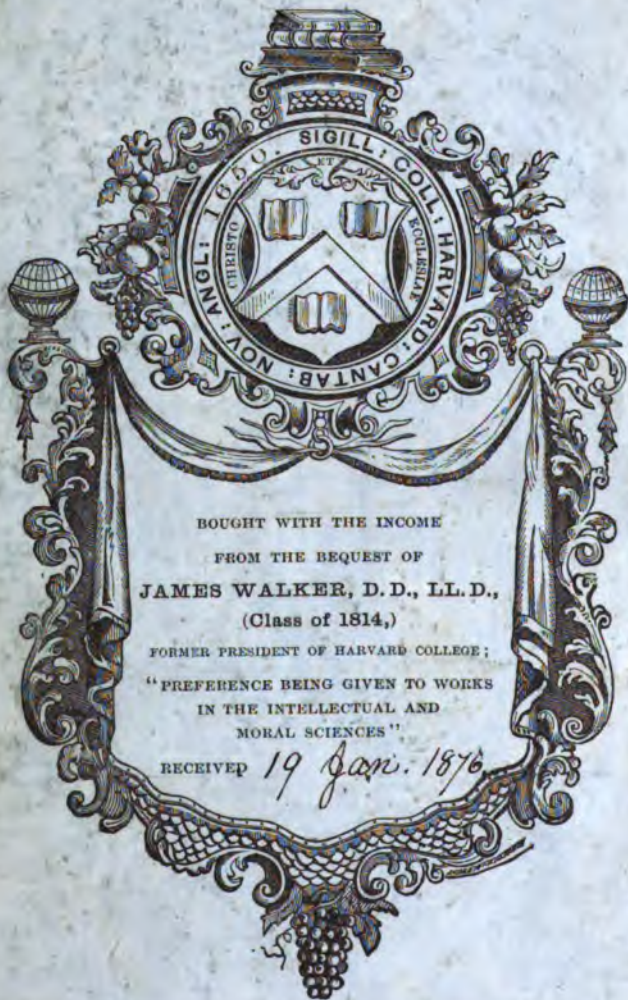 SIGILL: COLL: HARVARD: CANTAB: NOV: ANGL: 1650.
CHRISTO ET ECCLESIAE
BOUGHT WITH THE INCOME
FROM THE BEQUEST OF
JAMES WALKER, D.D., LL.D.,
(Class of 1814,)
FORMER PRESIDENT OF HARVARD COLLEGE;
"PREFERENCE BEING GIVEN TO WORKS
IN THE INTELLECTUAL AND
MORAL SCIENCES"
RECEIVED 19 Jan. 1876.